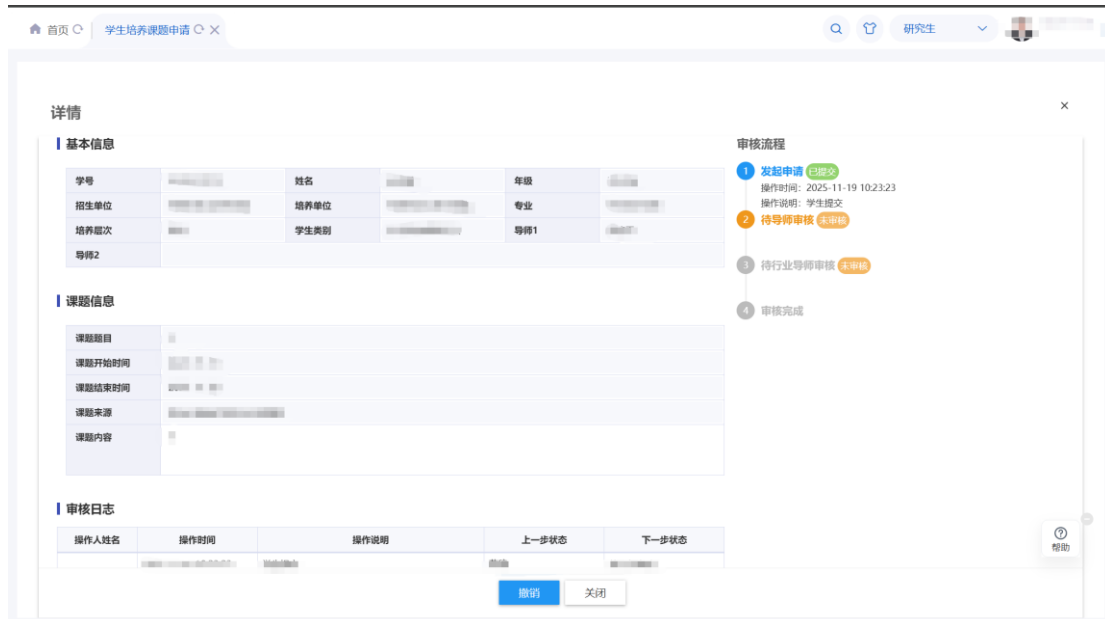 首页 学生培养课题申请 研究生
详情
基本信息
学号 姓名 年级
招生单位 培养单位 专业
培养层次 学生类别 导师1
导师2
课题信息
课题题目
课题开始时间
课题结束时间
课题来源
课题内容
审核日志
操作人姓名 操作时间 操作说明 上一步状态 下一步状态
审核流程
1 发起申请 已提交
操作时间：2025-11-19 10:23:23
操作说明：学生提交
2 待导师审核 未审核
3 待行业导师审核 未审核
4 审核完成
帮助
撤销 关闭